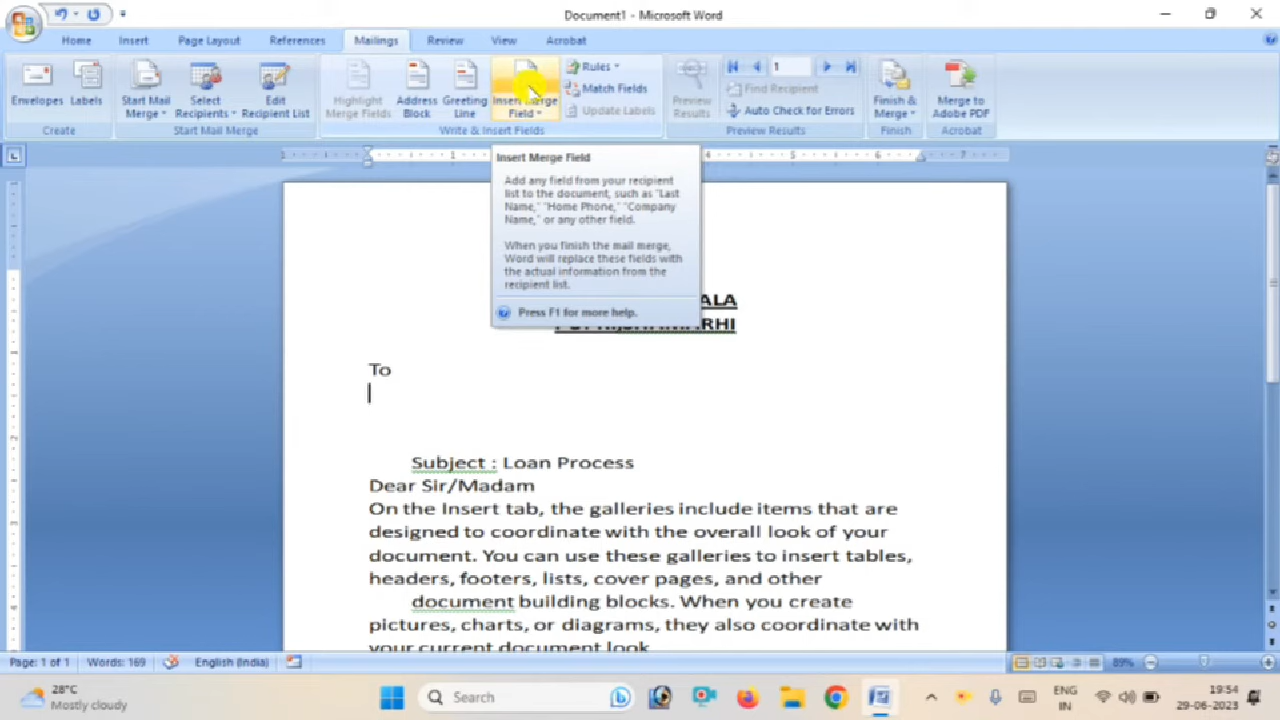 Document1 - Microsoft Word
Home Insert Page Layout References Mailings Review View Acrobat
Envelopes Labels
Start Mail Merge
Select Recipients
Edit Recipient List
Highlight Merge Fields
Address Block
Greeting Line
Insert Merge Field
Rules
Match Fields
Update Labels
Preview Results
1
Find Recipient
Auto Check for Errors
Finish & Merge
Merge to Adobe PDF
Create Start Mail Merge Write & Insert Fields Preview Results Finish Acrobat
Insert Merge Field
Add any field from your recipient
list to the document, such as "Last
Name," "Home Phone," "Company
Name," or any other field.
When you finish the mail merge,
Word will replace these fields with
the actual information from the
recipient list.
Press F1 for more help.
To
Subject : Loan Process
Dear Sir/Madam
On the Insert tab, the galleries include items that are
designed to coordinate with the overall look of your
document. You can use these galleries to insert tables,
headers, footers, lists, cover pages, and other
document building blocks. When you create
pictures, charts, or diagrams, they also coordinate with
your current document look.
Page: 1 of 1 Words: 169 English (India) 89%
28°C
Mostly cloudy
Search
ENG
IN
19:54
29-06-2023